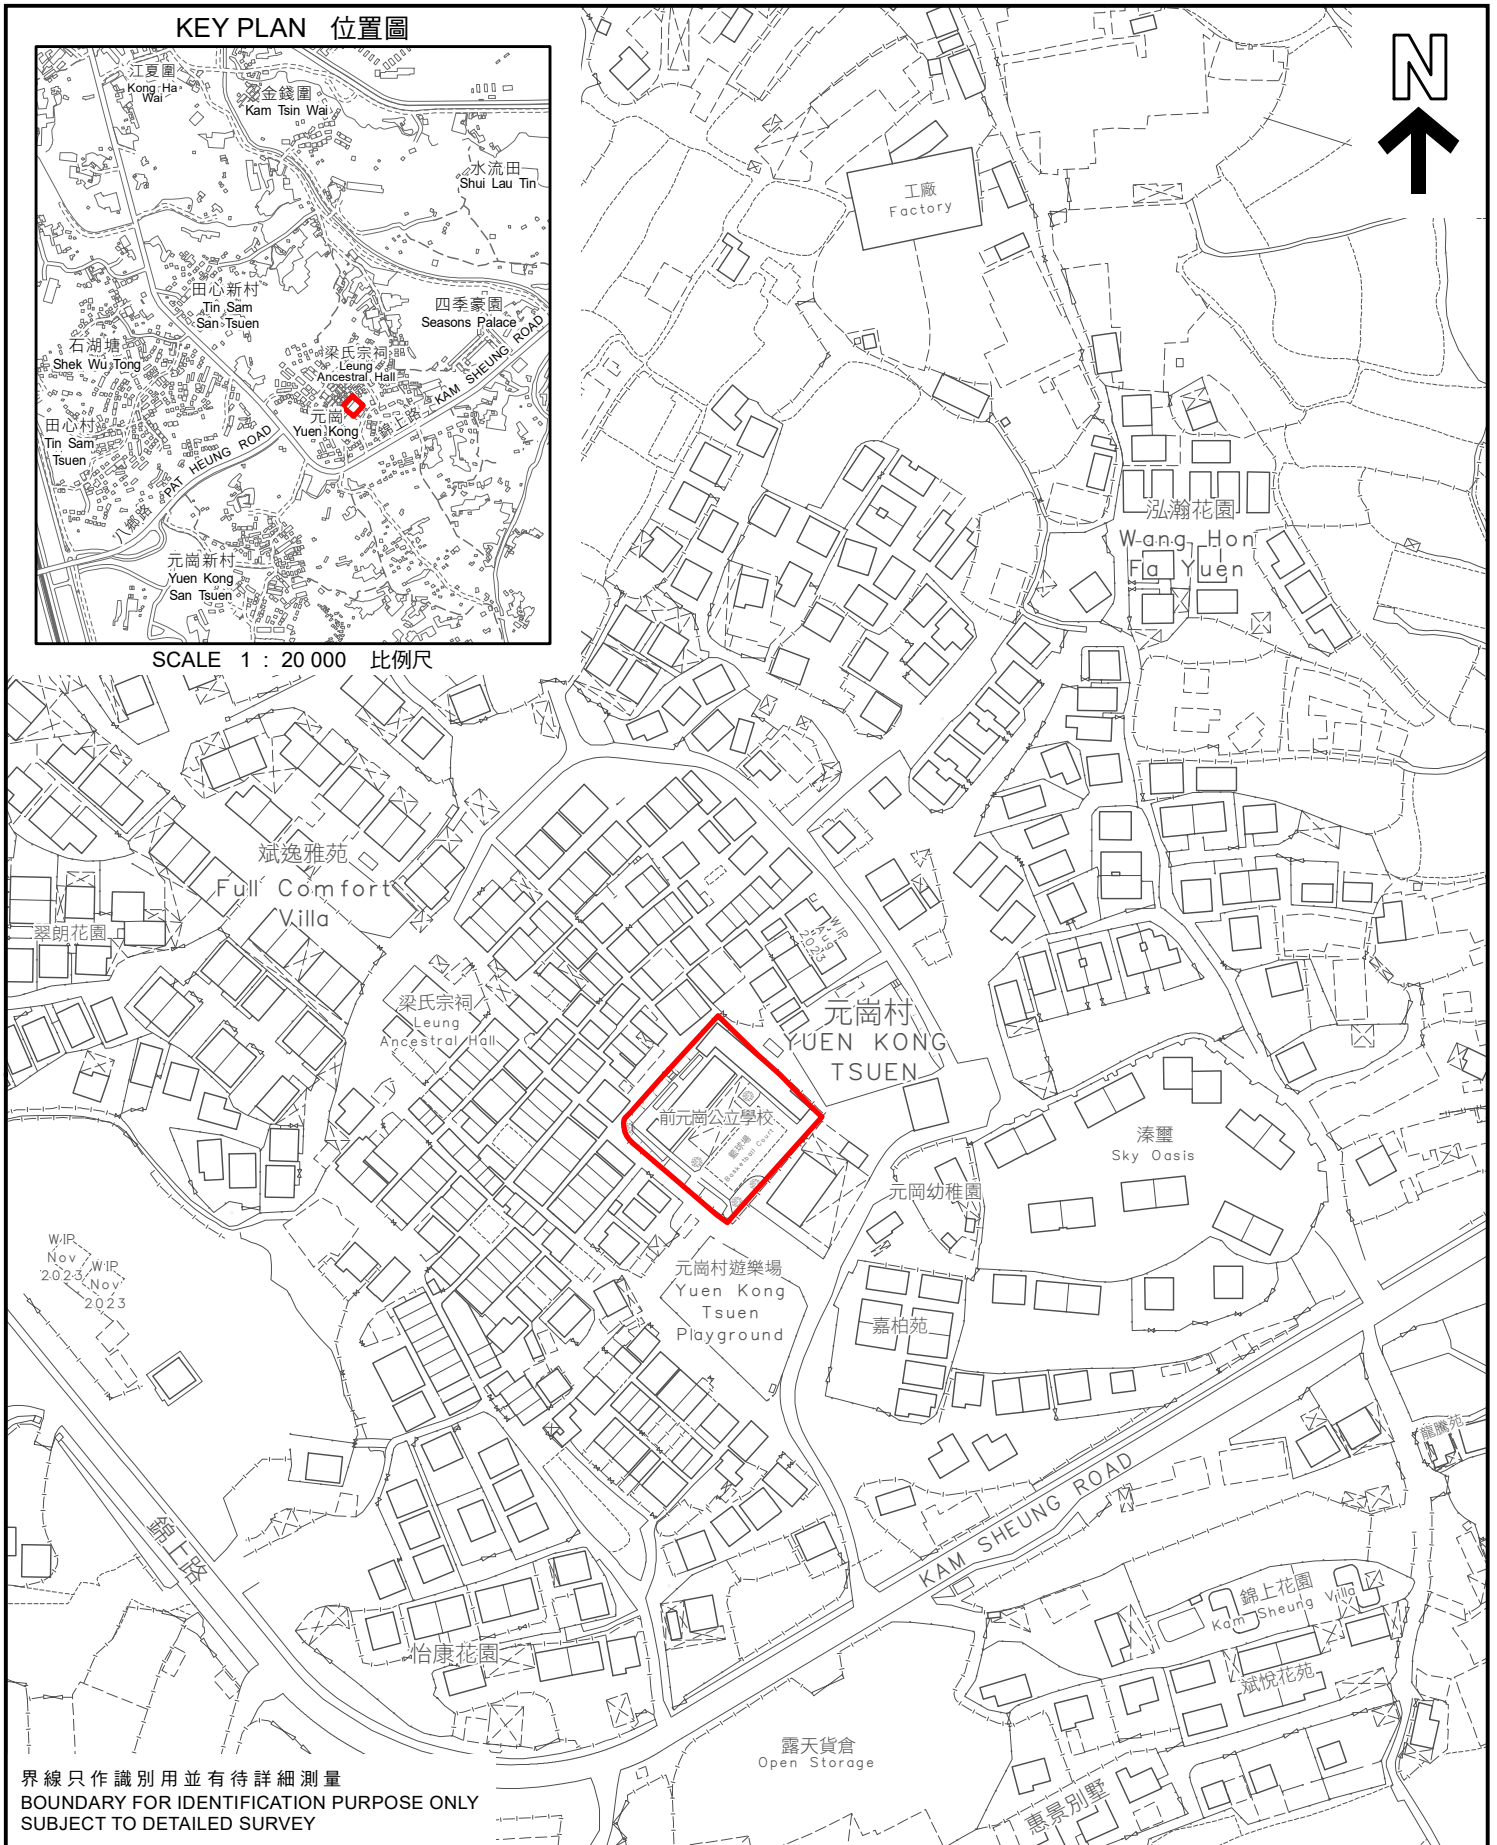 KEY PLAN 位置圖
江夏圍
Kong Ha
Wai
金錢圍
Kam Tsin Wai
水流田
Shui Lau Tin
田心新村
Tin Sam
San Tsuen
四季豪園
Seasons Palace
石湖塘
Shek Wu Tong
梁氏宗祠
Leung
Ancestral Hall
KAM SHEUNG ROAD
錦上路
元崗
Yuen Kong
田心村
Tin Sam
Tsuen
PAT HEUNG ROAD
八鄉路
元崗新村
Yuen Kong
San Tsuen
SCALE 1 : 20 000 比例尺
N
工廠
Factory
泓瀚花園
Wang Hon
Fa Yuen
斌逸雅苑
Full Comfort
Villa
翠朗花園
WIP
Aug
2023
梁氏宗祠
Leung
Ancestral Hall
元崗村
YUEN KONG
TSUEN
前元崗公立學校
籃球場
Basketball Court
溱璽
Sky Oasis
元岡幼稚園
WIP
Nov
2023
WIP
Nov
2023
元崗村遊樂場
Yuen Kong
Tsuen
Playground
嘉柏苑
龍騰苑
KAM SHEUNG ROAD
錦上路
錦上花園
Kam Sheung Villa
怡康花園
斌悅花苑
露天貨倉
Open Storage
惠景別墅
界線只作識別用並有待詳細測量
BOUNDARY FOR IDENTIFICATION PURPOSE ONLY
SUBJECT TO DETAILED SURVEY